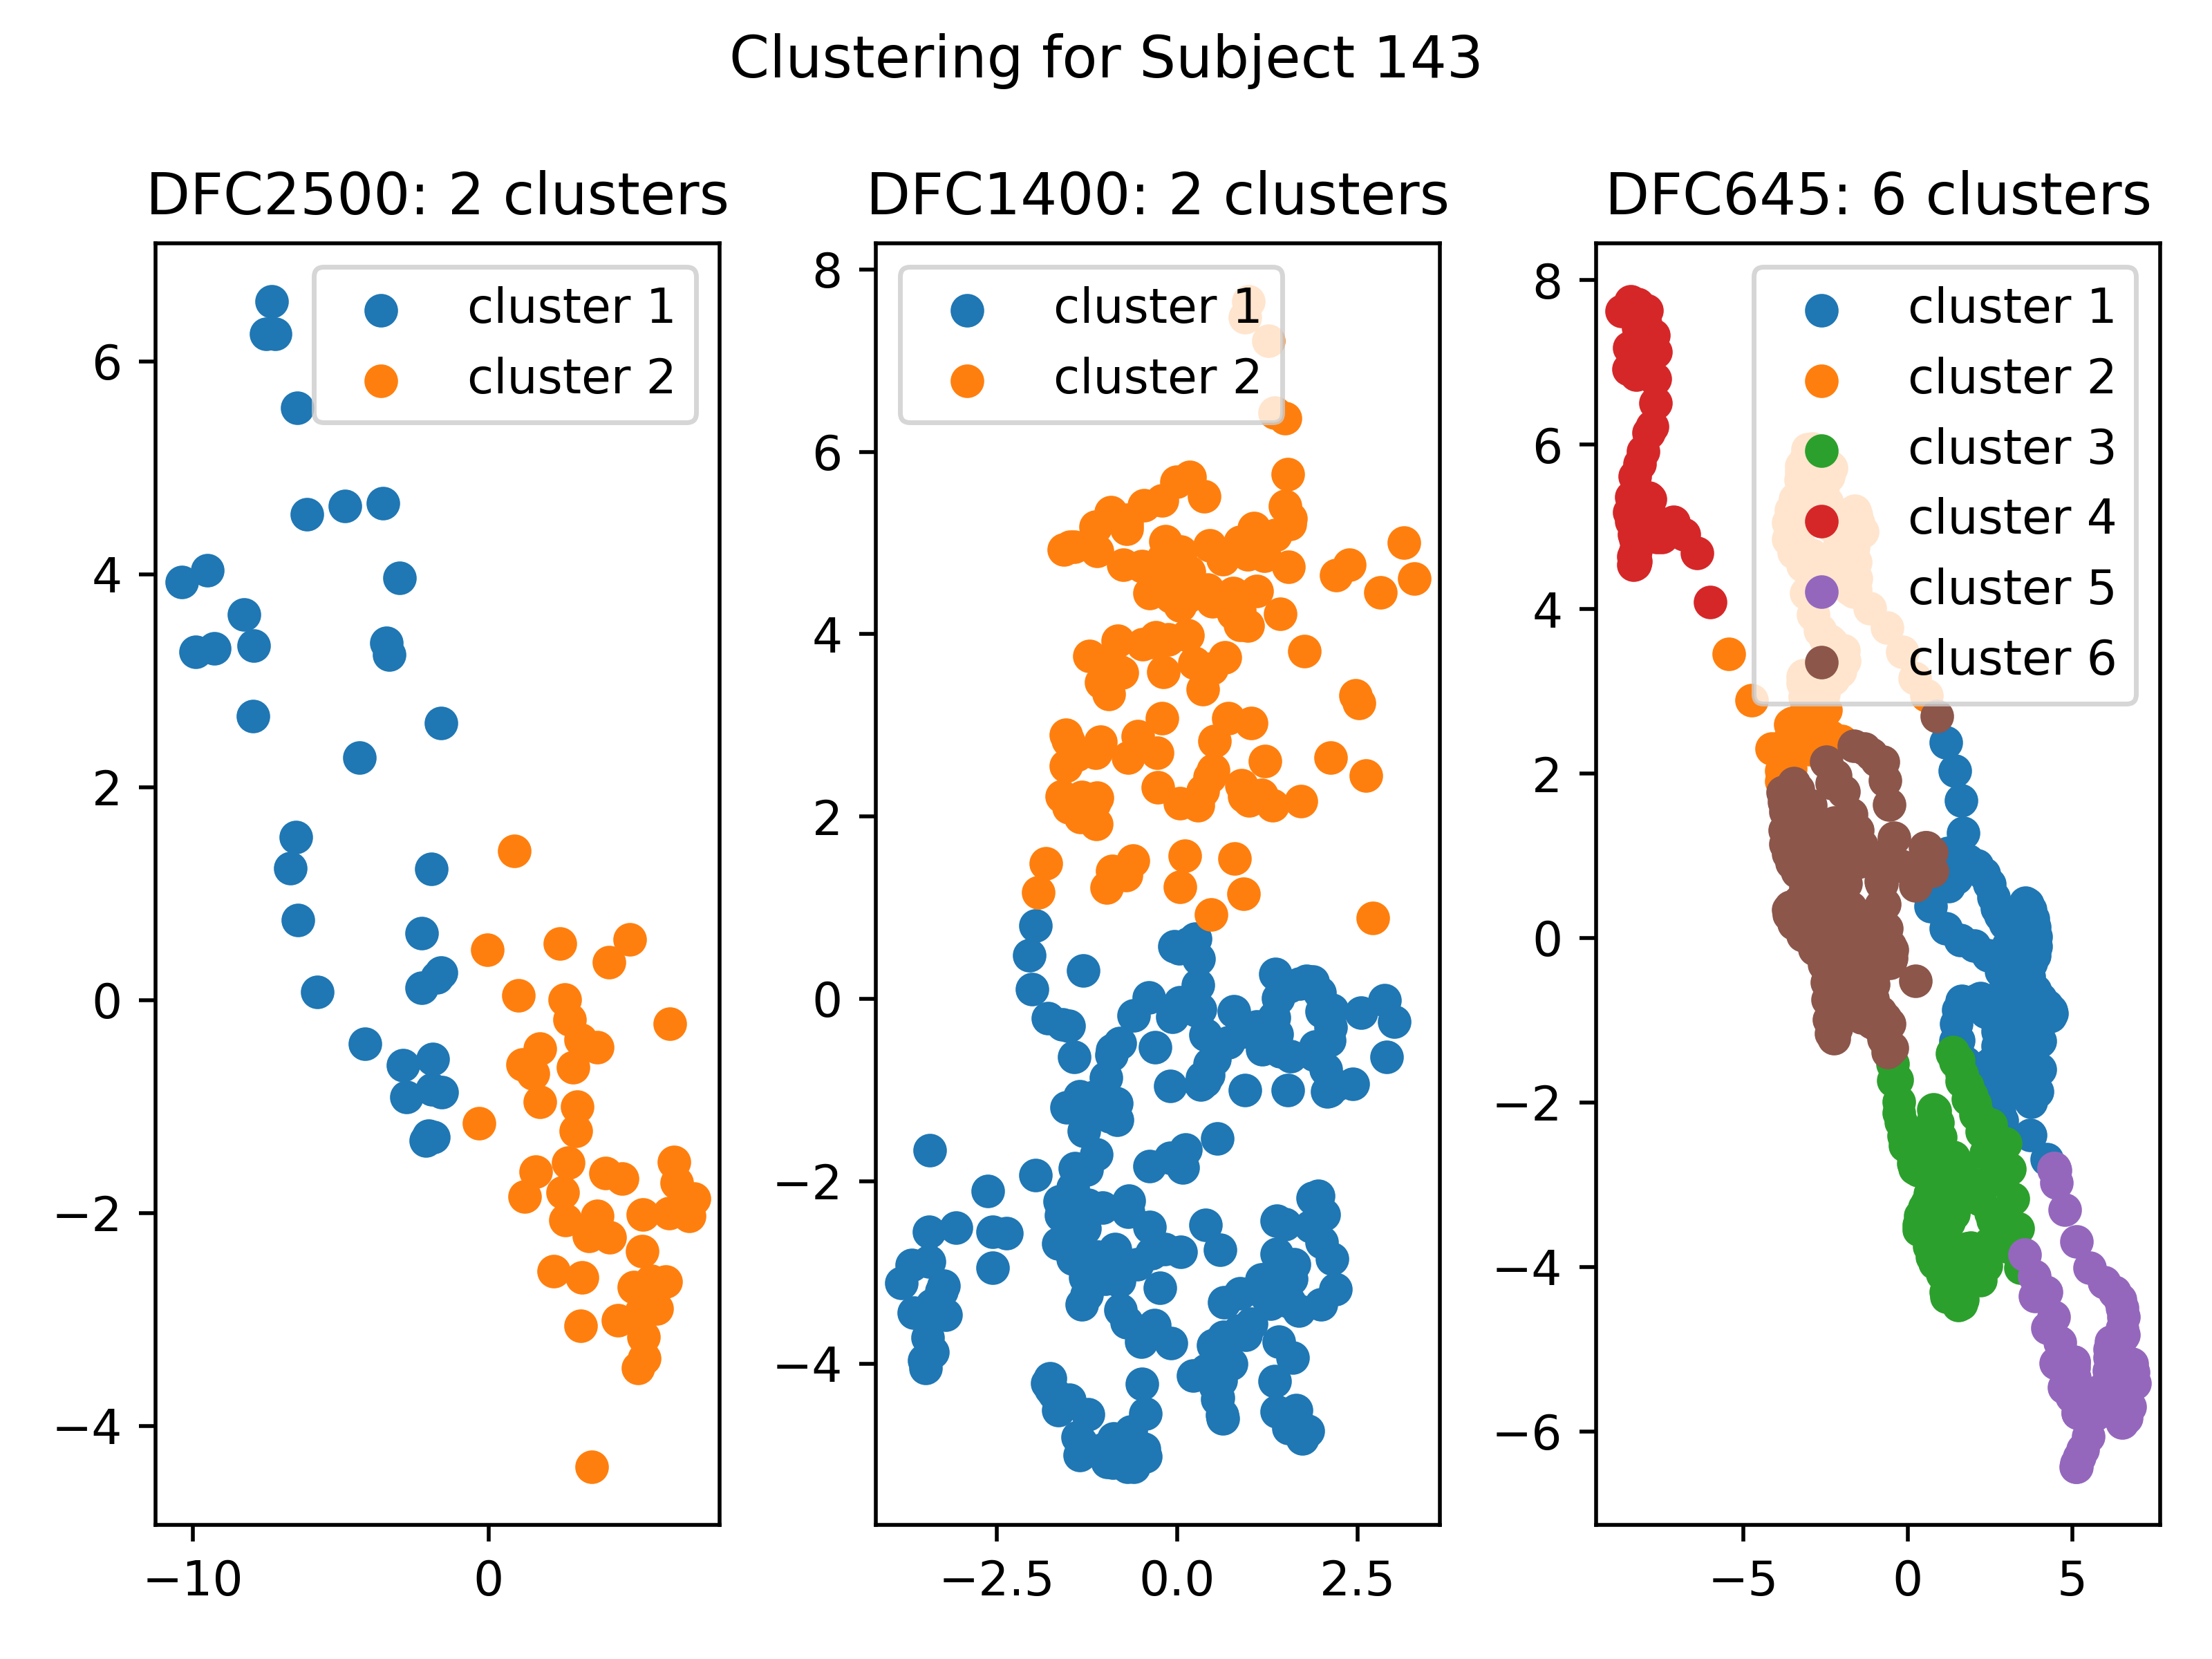 Clustering for Subject 143
DFC2500: 2 clusters
cluster 1
cluster 2
6
4
2
0
−2
−4
−10
0
DFC1400: 2 clusters
cluster 1
cluster 2
8
6
4
2
0
−2
−4
−2.5
0.0
2.5
DFC645: 6 clusters
cluster 1
cluster 2
cluster 3
cluster 4
cluster 5
cluster 6
8
6
4
2
0
−2
−4
−6
−5
0
5